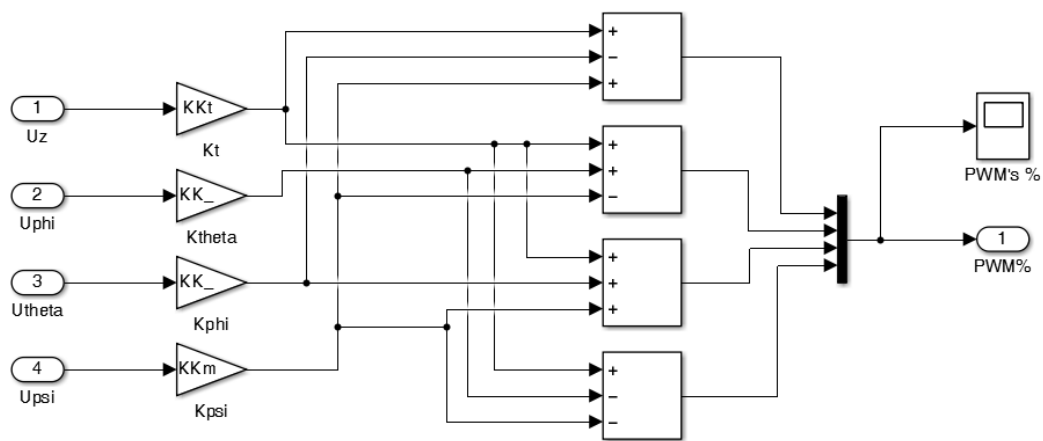 +
−
+
1
Uz
KKt
Kt
PWM's %
+
+
−
2
Uphi
KK_
Ktheta
1
PWM%
+
+
+
3
Utheta
KK_
Kphi
+
−
−
4
Upsi
KKm
Kpsi